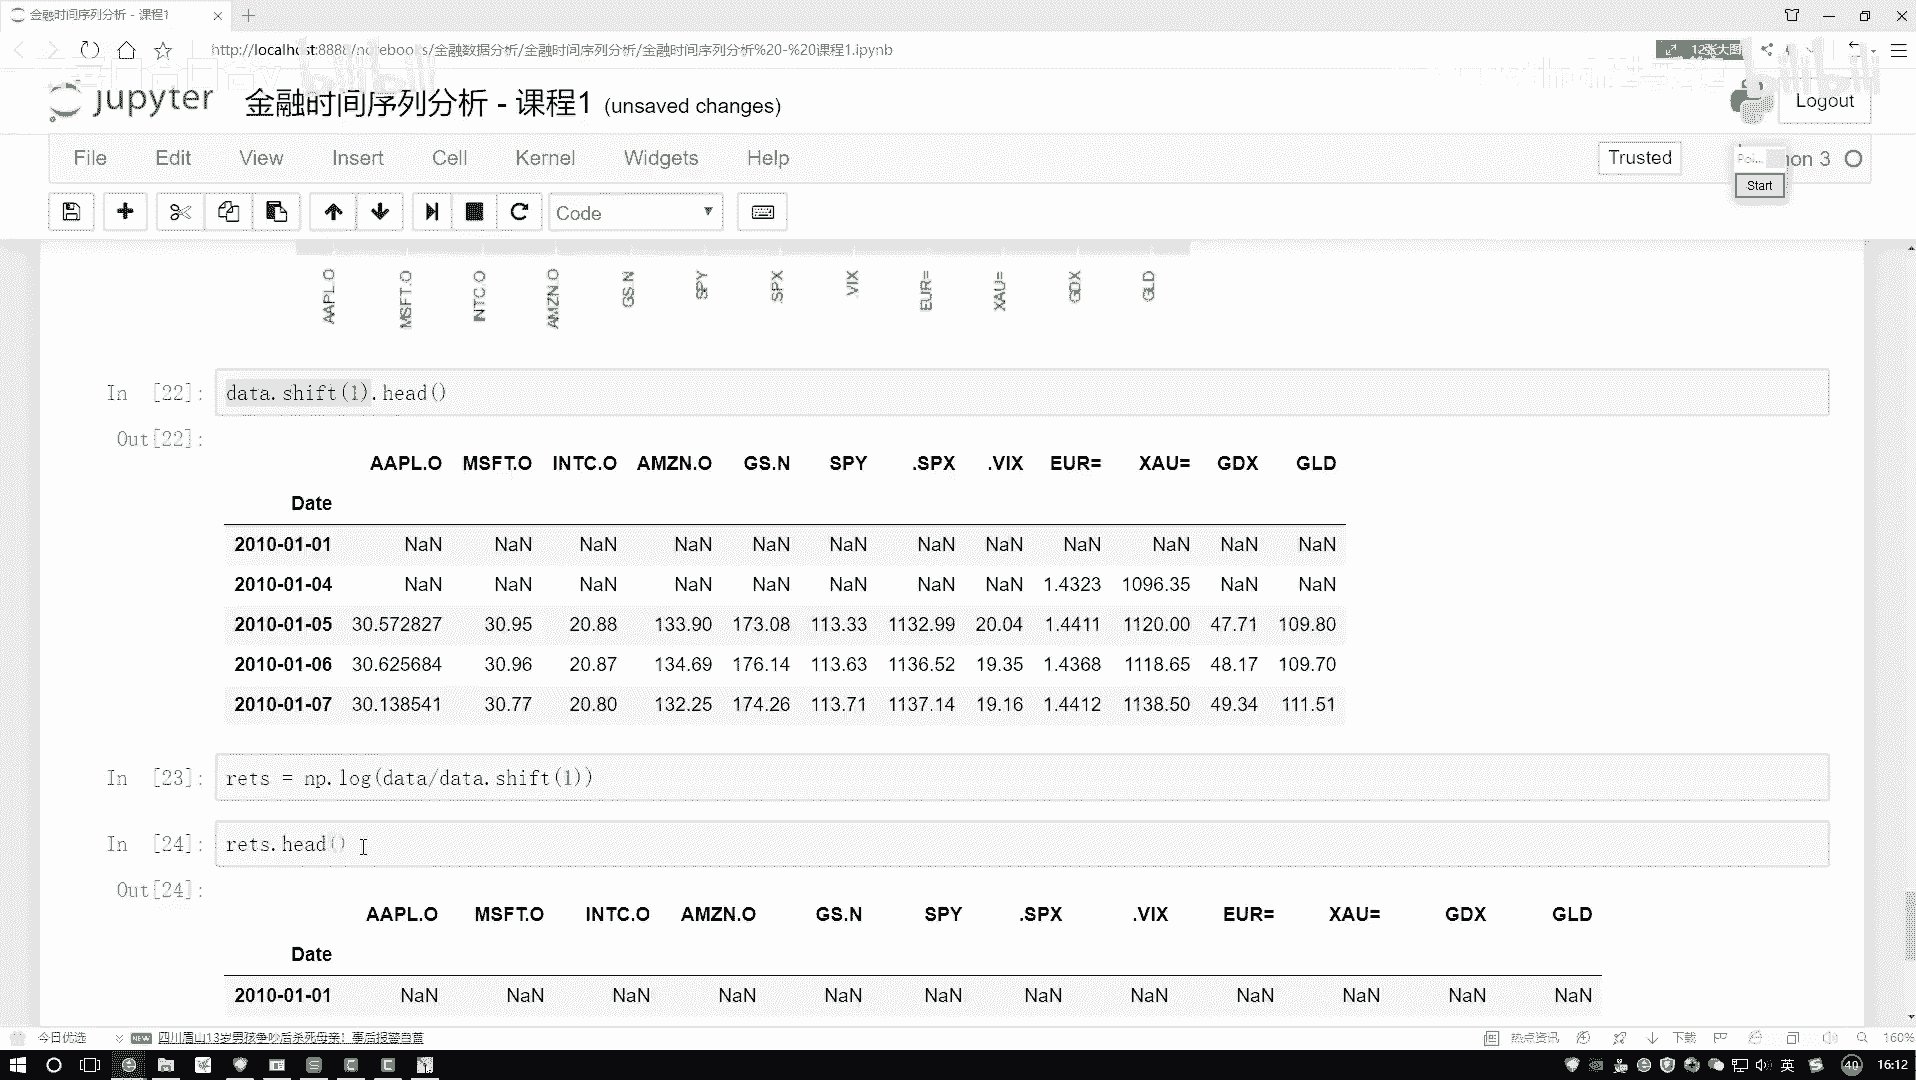 金融时间序列分析 - 课程1
http://localhost:8888/notebooks/金融数据分析/金融时间序列分析/金融时间序列分析%20-%20课程1.ipynb
12张大图
bilibili
bilibili
jupyter 金融时间序列分析 - 课程1 (unsaved changes)
Logout
File Edit View Insert Cell Kernel Widgets Help
Trusted
Poi...
hon 3
Start
Code
AAPL.O MSFT.O INTC.O AMZN.O GS.N SPY .SPX .VIX EUR= XAU= GDX GLD
In [22]: data.shift(1).head()
Out[22]:
AAPL.O MSFT.O INTC.O AMZN.O GS.N SPY .SPX .VIX EUR= XAU= GDX GLD
Date
2010-01-01 NaN NaN NaN NaN NaN NaN NaN NaN NaN NaN NaN NaN
2010-01-04 NaN NaN NaN NaN NaN NaN NaN NaN 1.4323 1096.35 NaN NaN
2010-01-05 30.572827 30.95 20.88 133.90 173.08 113.33 1132.99 20.04 1.4411 1120.00 47.71 109.80
2010-01-06 30.625684 30.96 20.87 134.69 176.14 113.63 1136.52 19.35 1.4368 1118.65 48.17 109.70
2010-01-07 30.138541 30.77 20.80 132.25 174.26 113.71 1137.14 19.16 1.4412 1138.50 49.34 111.51
In [23]: rets = np.log(data/data.shift(1))
In [24]: rets.head()
Out[24]:
AAPL.O MSFT.O INTC.O AMZN.O GS.N SPY .SPX .VIX EUR= XAU= GDX GLD
Date
2010-01-01 NaN NaN NaN NaN NaN NaN NaN NaN NaN NaN NaN NaN
今日优选 NEW 四川眉山13岁男孩争吵后杀死母亲！事后报警自首
热点资讯 下载 160%
英 40 16:12